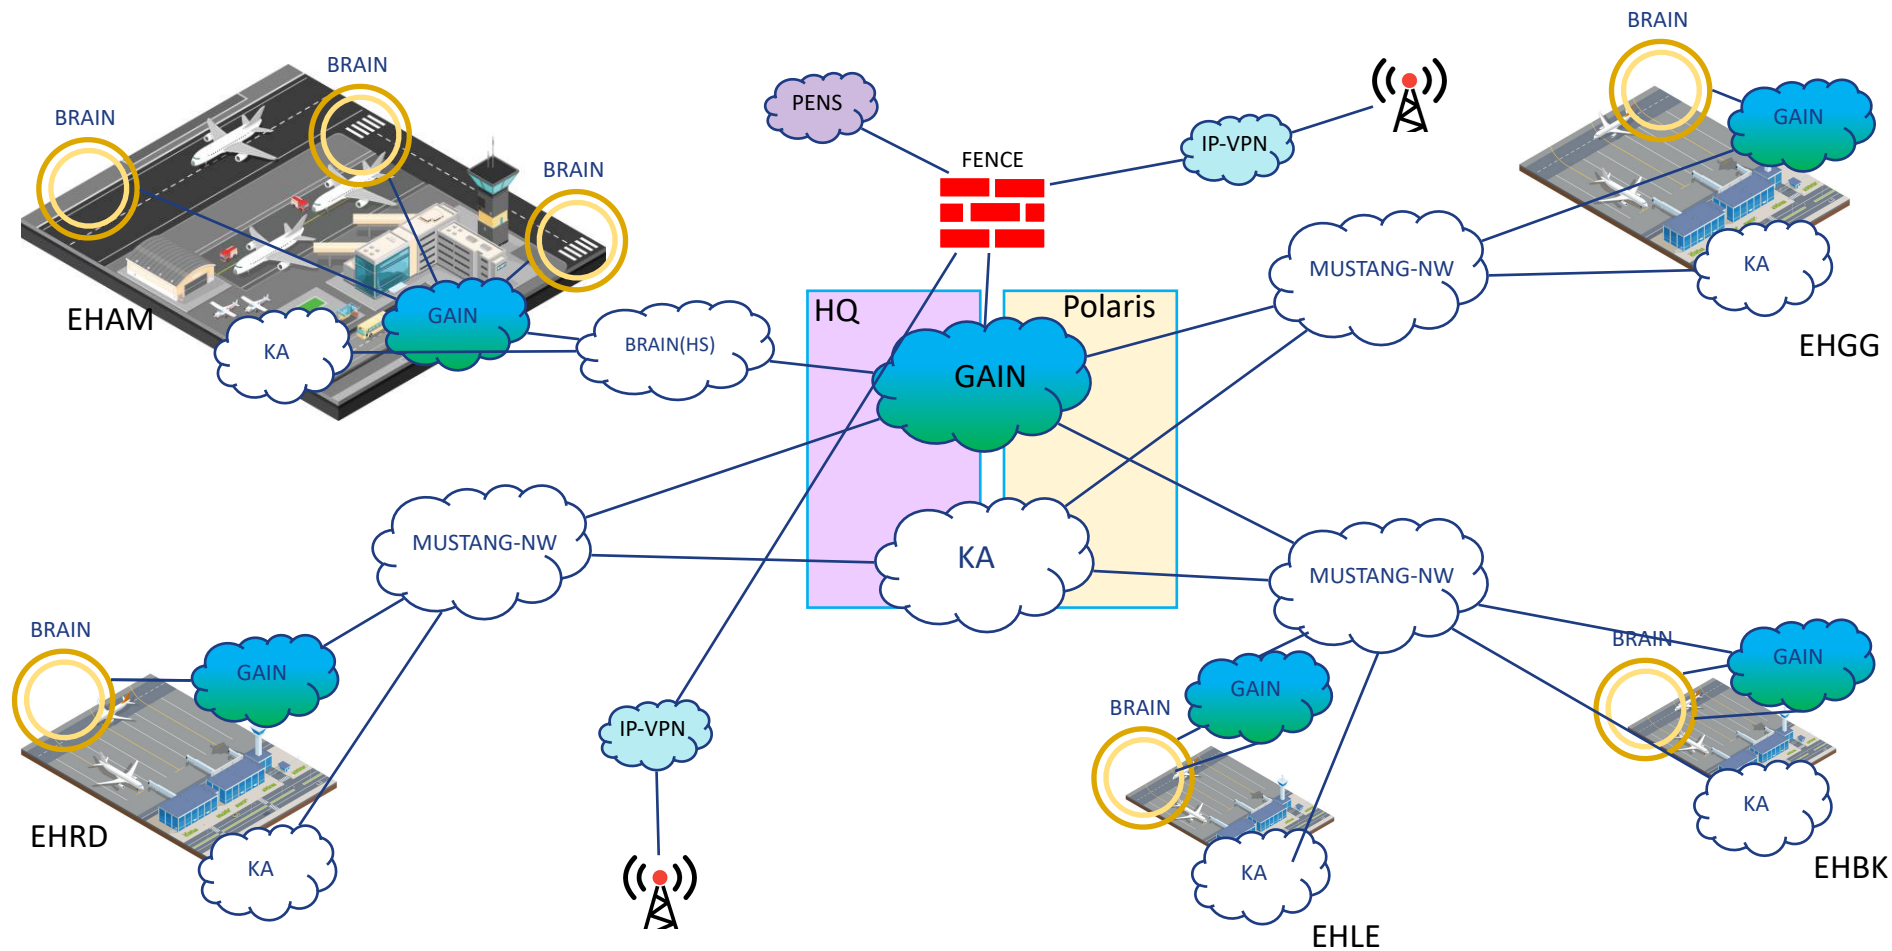 BRAIN
BRAIN
BRAIN
BRAIN
PENS
IP-VPN
FENCE
GAIN
MUSTANG-NW
KA
EHGG
HQ
Polaris
EHAM
GAIN
KA
BRAIN(HS)
GAIN
MUSTANG-NW
KA
MUSTANG-NW
BRAIN
GAIN
BRAIN
GAIN
BRAIN
GAIN
IP-VPN
KA
EHRD
KA
KA
EHBK
EHLE